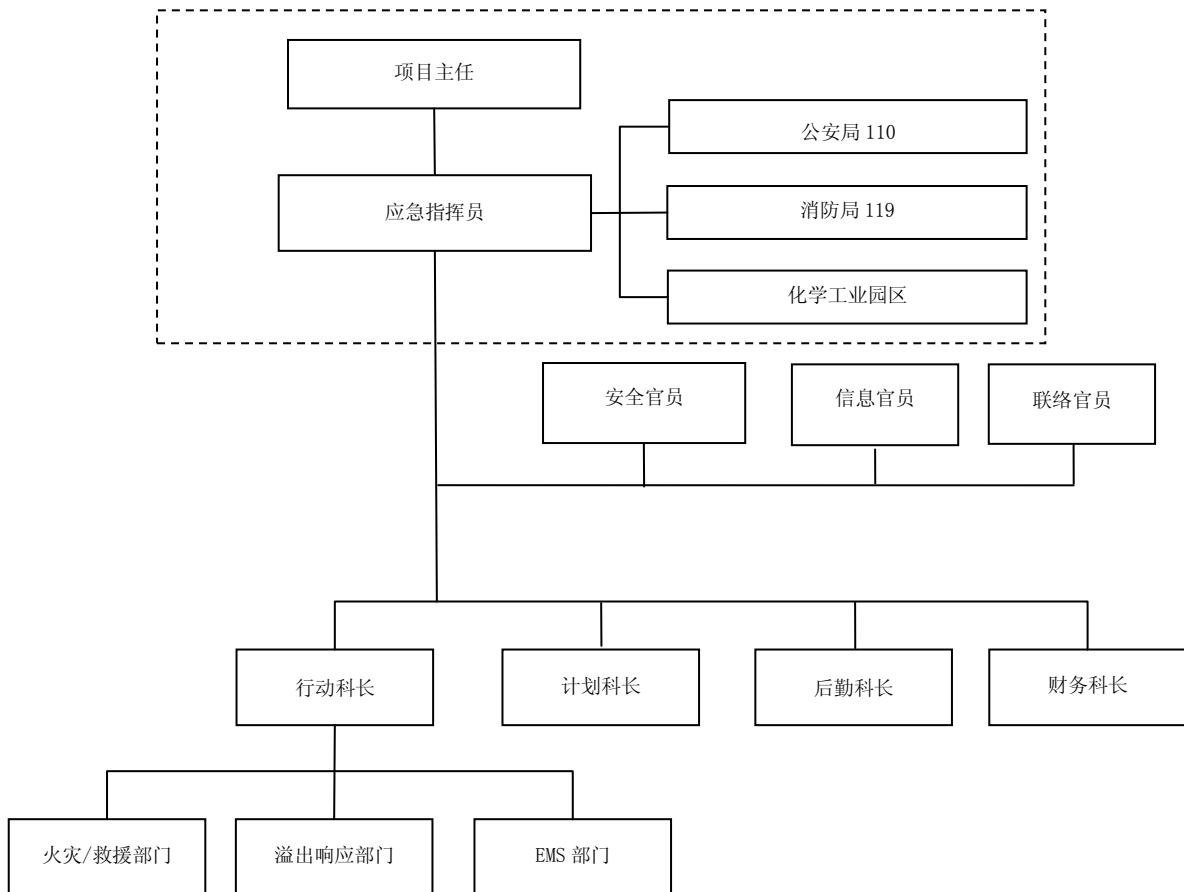 项目主任
公安局 110
应急指挥员
消防局 119
化学工业园区
安全官员
信息官员
联络官员
行动科长
计划科长
后勤科长
财务科长
火灾/救援部门
溢出响应部门
EMS 部门